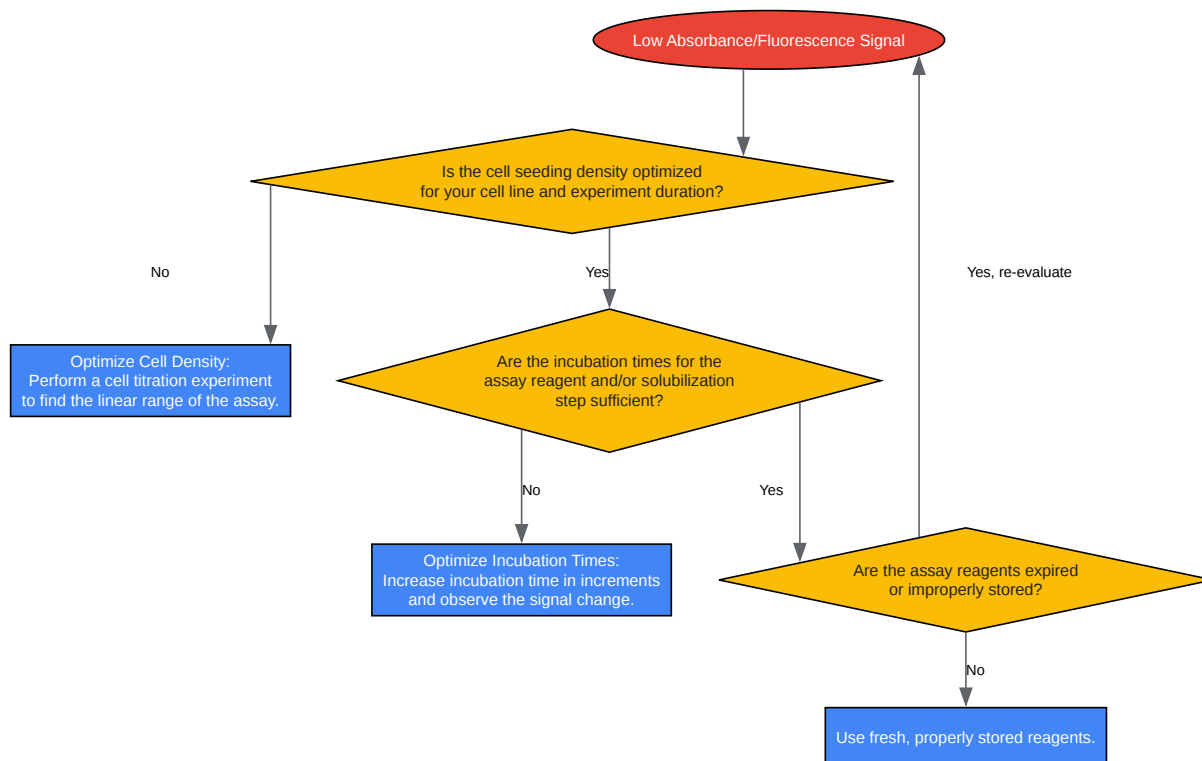 Low Absorbance/Fluorescence Signal
Is the cell seeding density optimized
for your cell line and experiment duration?
No
Yes
Yes, re-evaluate
Optimize Cell Density:
Perform a cell titration experiment
to find the linear range of the assay.
Are the incubation times for the
assay reagent and/or solubilization
step sufficient?
No
Yes
Optimize Incubation Times:
Increase incubation time in increments
and observe the signal change.
Are the assay reagents expired
or improperly stored?
No
Use fresh, properly stored reagents.